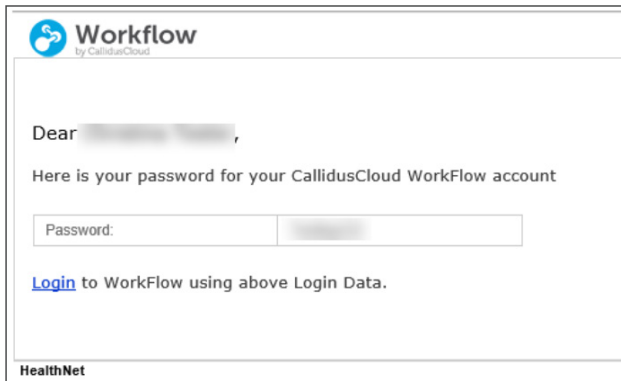 Workflow
by CallidusCloud
Dear ,
Here is your password for your CallidusCloud WorkFlow account
Password:
Login to WorkFlow using above Login Data.
HealthNet